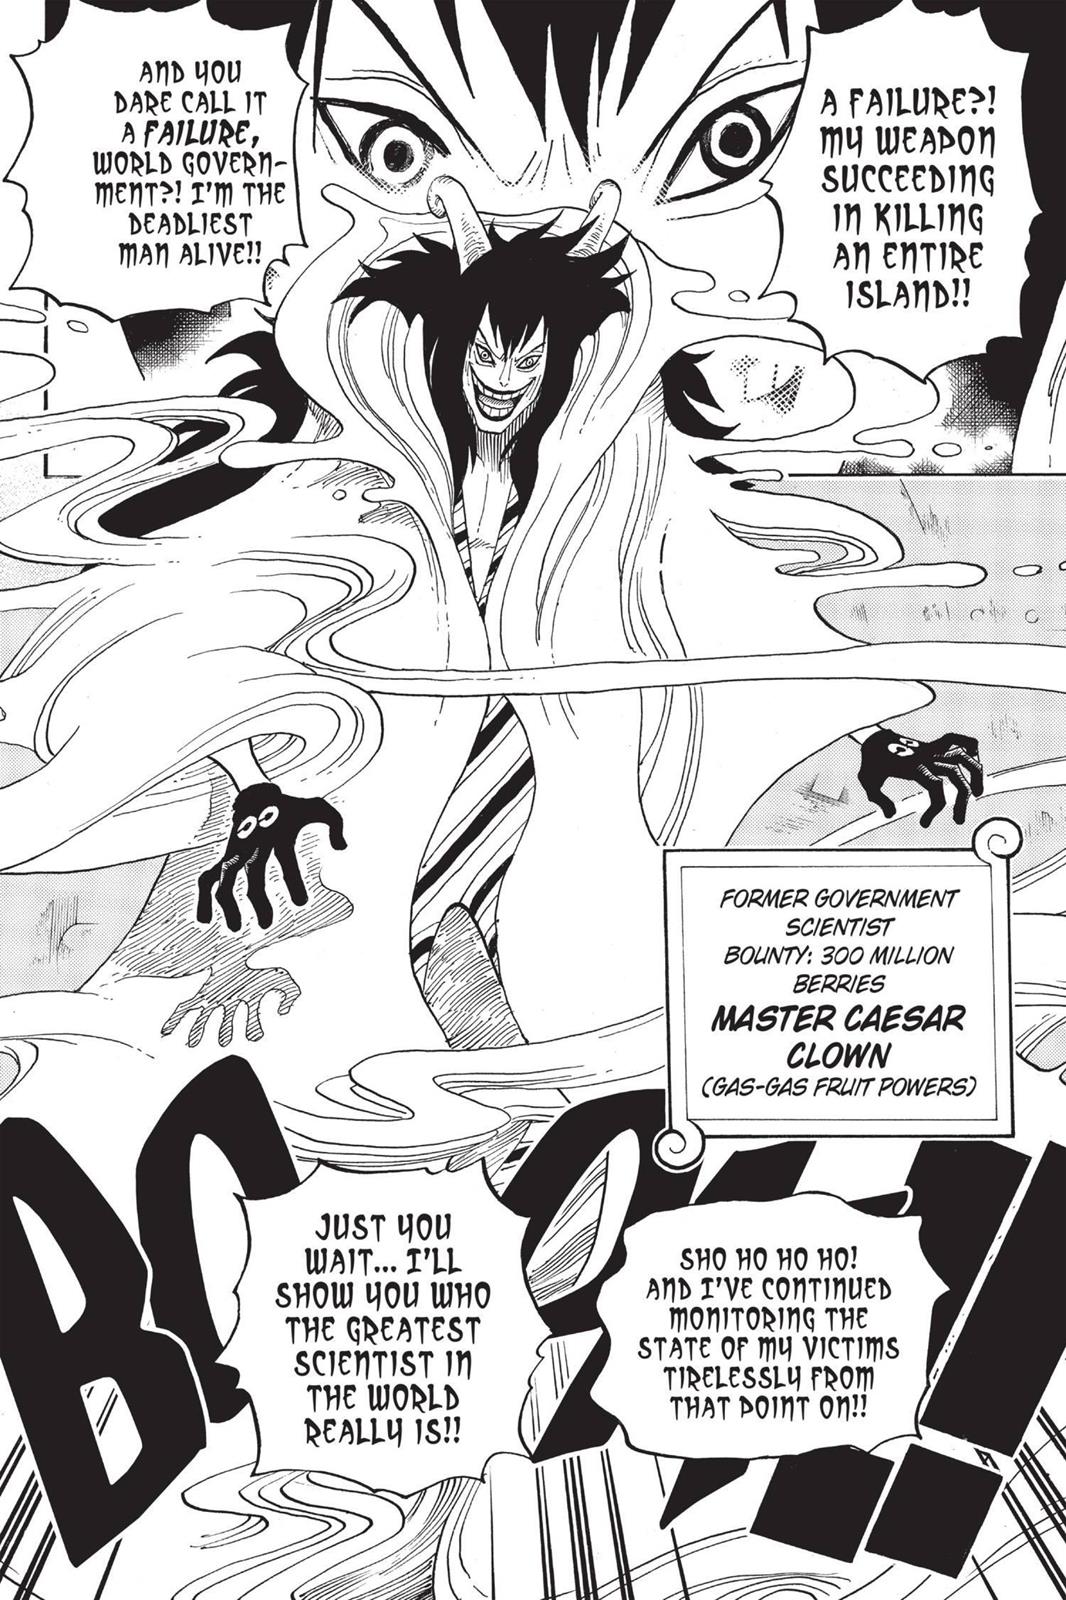 A FAILURE?!
MY WEAPON
SUCCEEDING
IN KILLING
AN ENTIRE
ISLAND!!
AND YOU
DARE CALL IT
A FAILURE,
WORLD GOVERN-
MENT?! I'M THE
DEADLIEST
MAN ALIVE!!
FORMER GOVERNMENT
SCIENTIST
BOUNTY: 300 MILLION
BERRIES
MASTER CAESAR
CLOWN
(GAS-GAS FRUIT POWERS)
SHO HO HO HO!
AND I'VE CONTINUED
MONITORING THE
STATE OF MY VICTIMS
TIRELESSLY FROM
THAT POINT ON!!
JUST YOU
WAIT... I'LL
SHOW YOU WHO
THE GREATEST
SCIENTIST IN
THE WORLD
REALLY IS!!